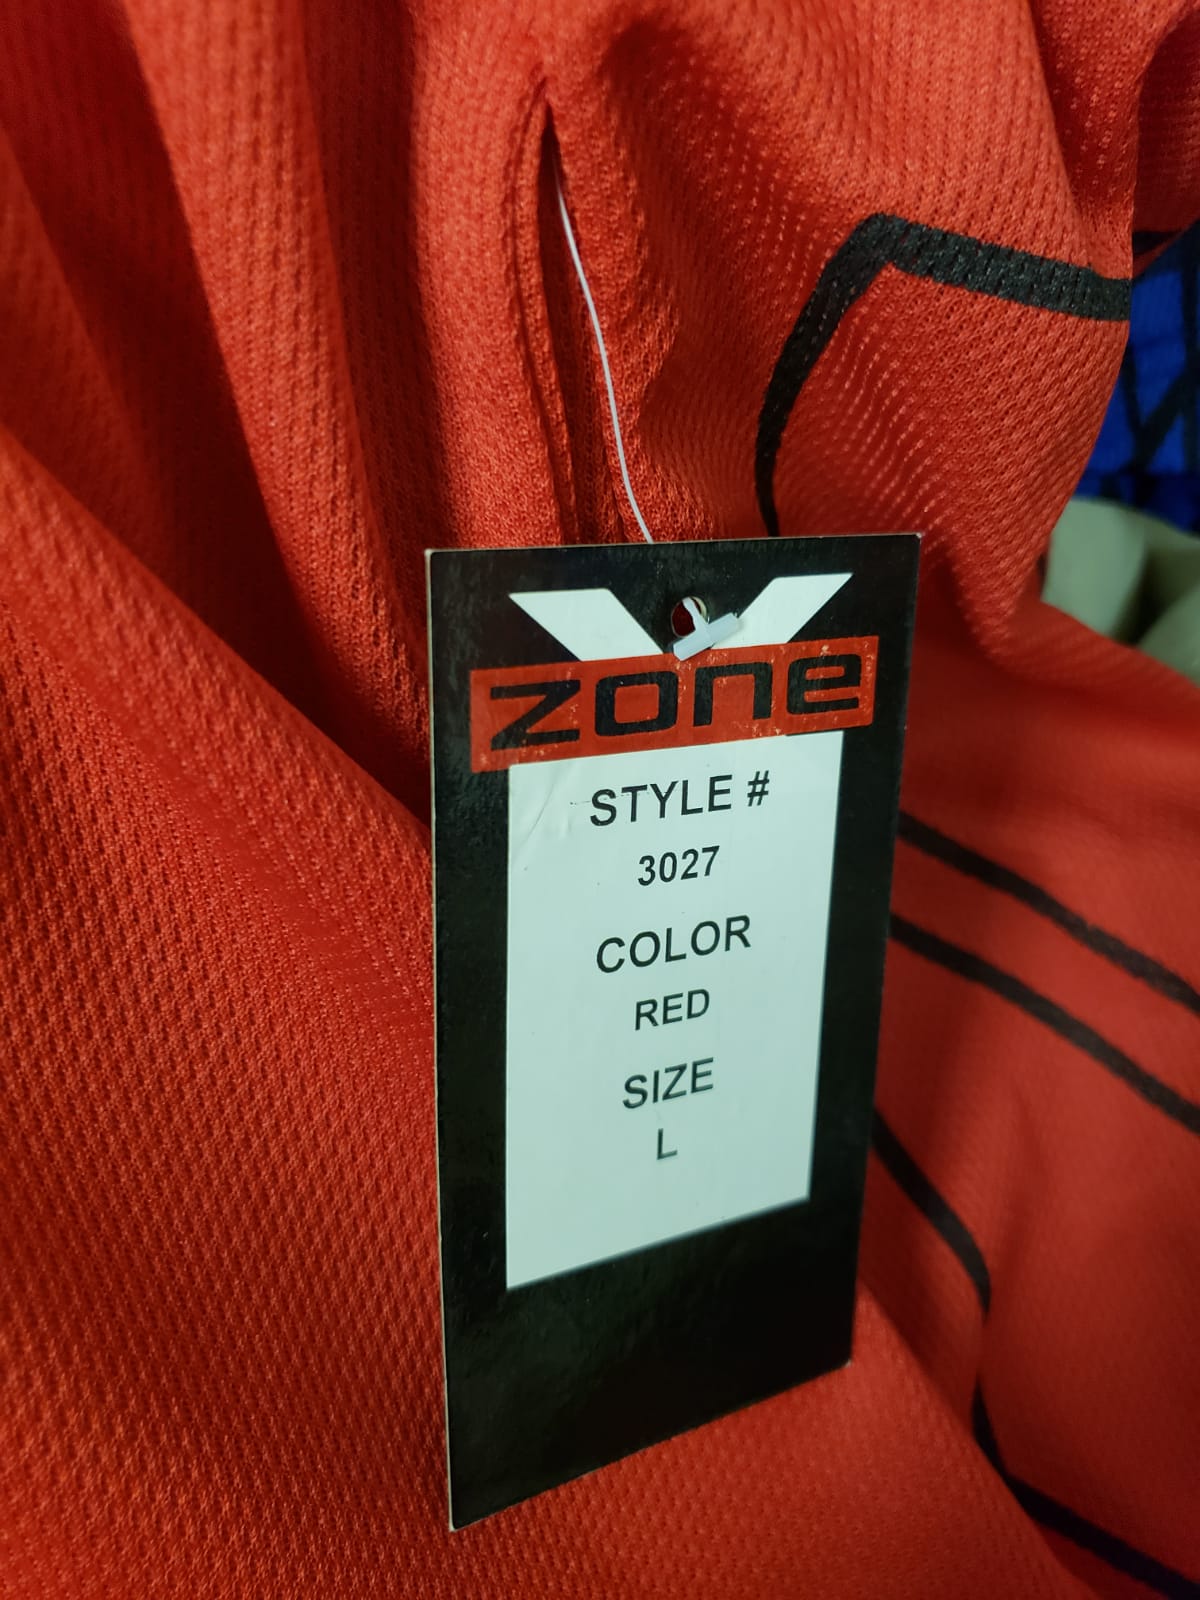 X
zone
STYLE #
3027
COLOR
RED
SIZE
L